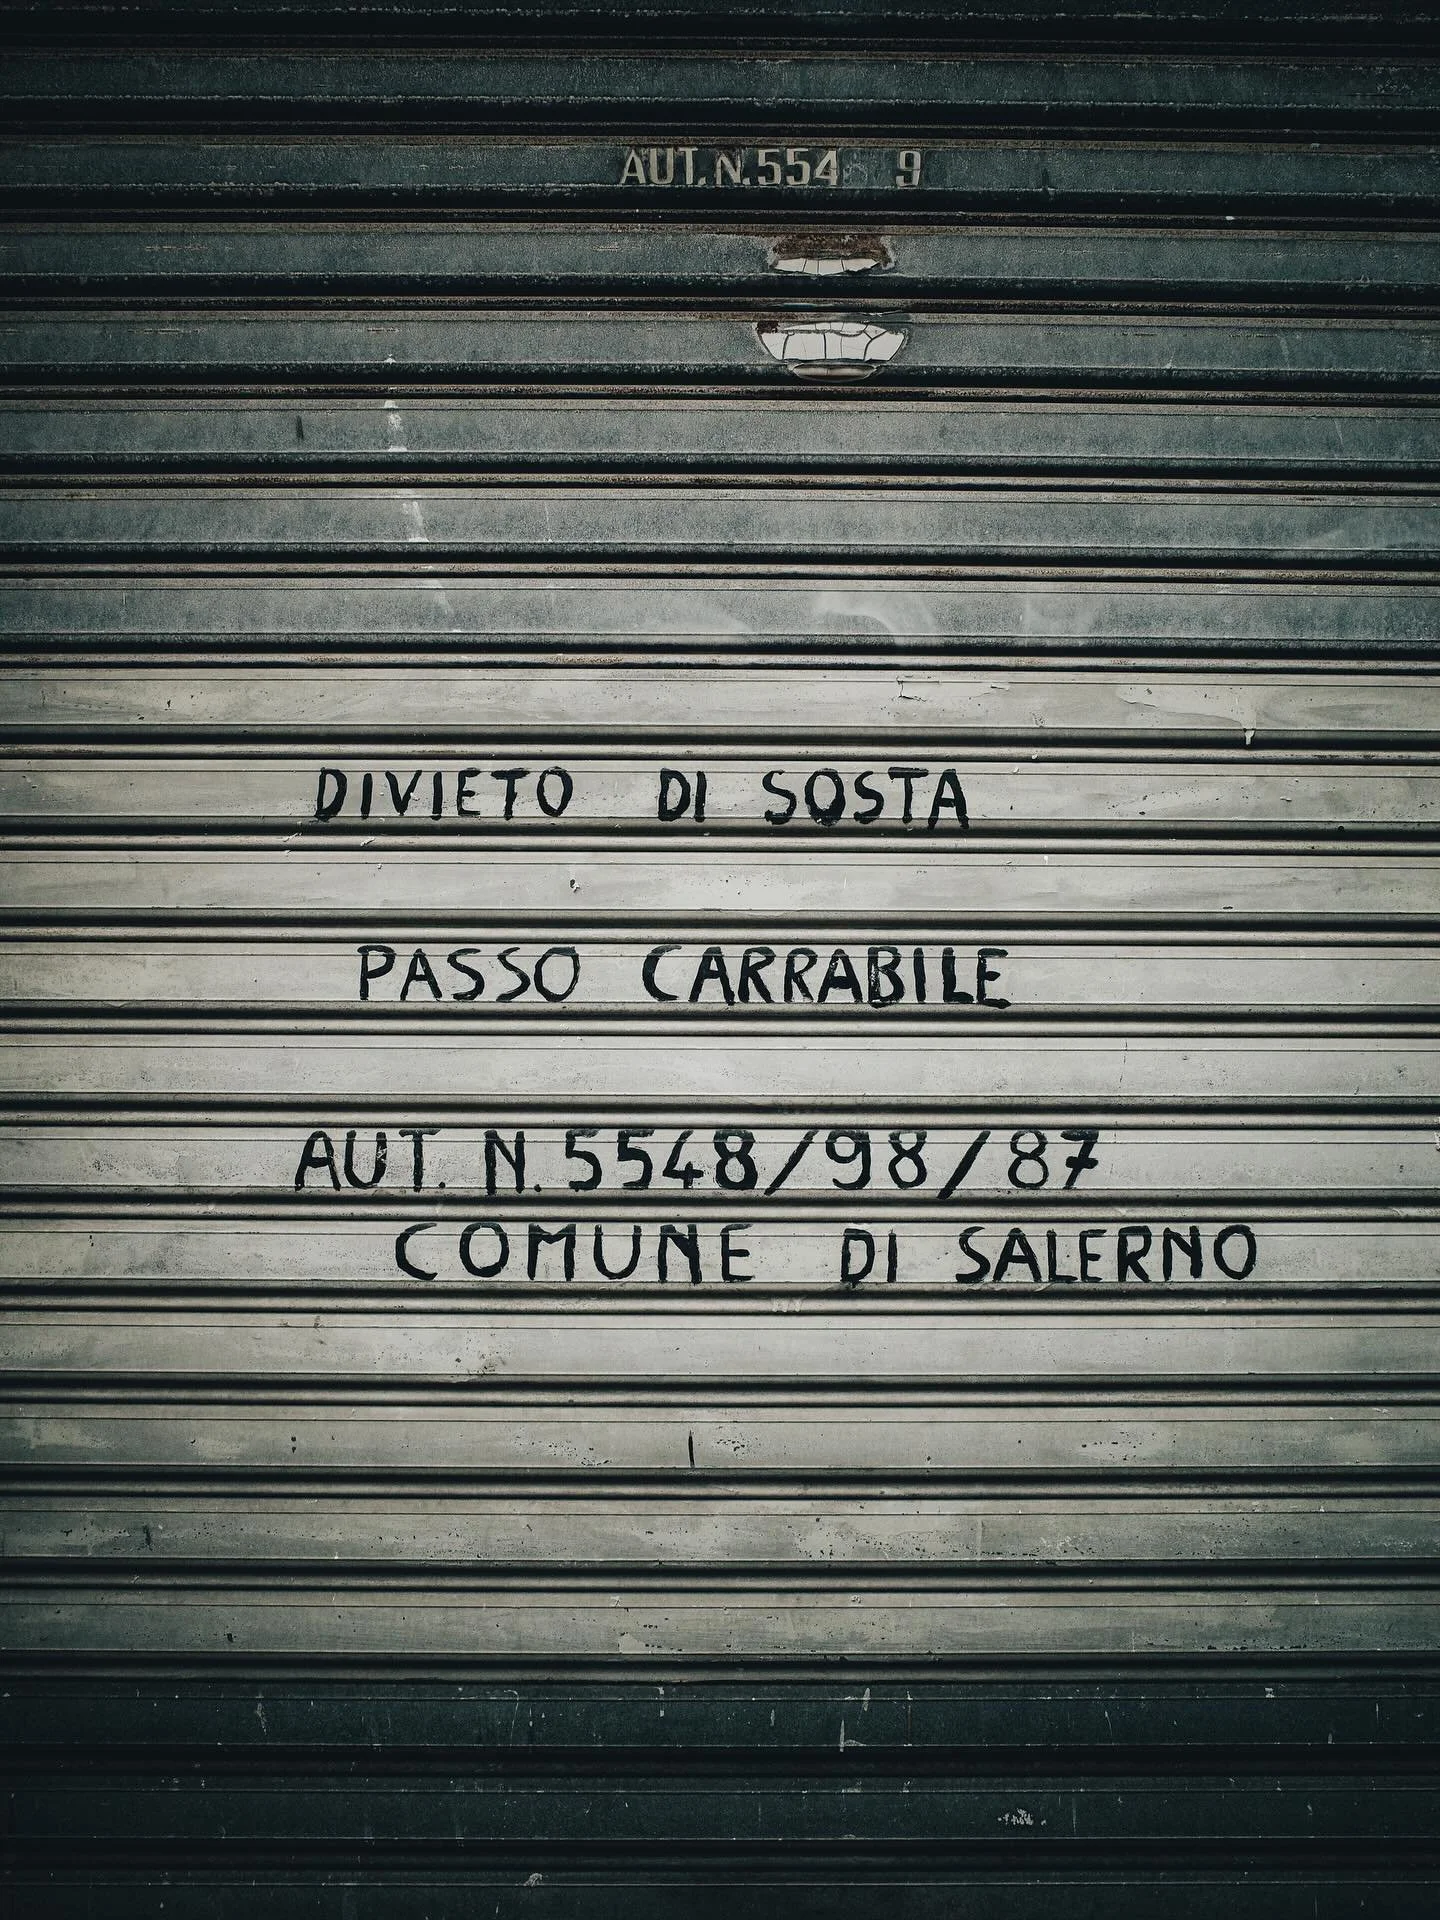 AUT.N.554 9
DIVIETO DI SOSTA
PASSO CARRABILE
AUT. N. 5548/98/87
COMUNE DI SALERNO